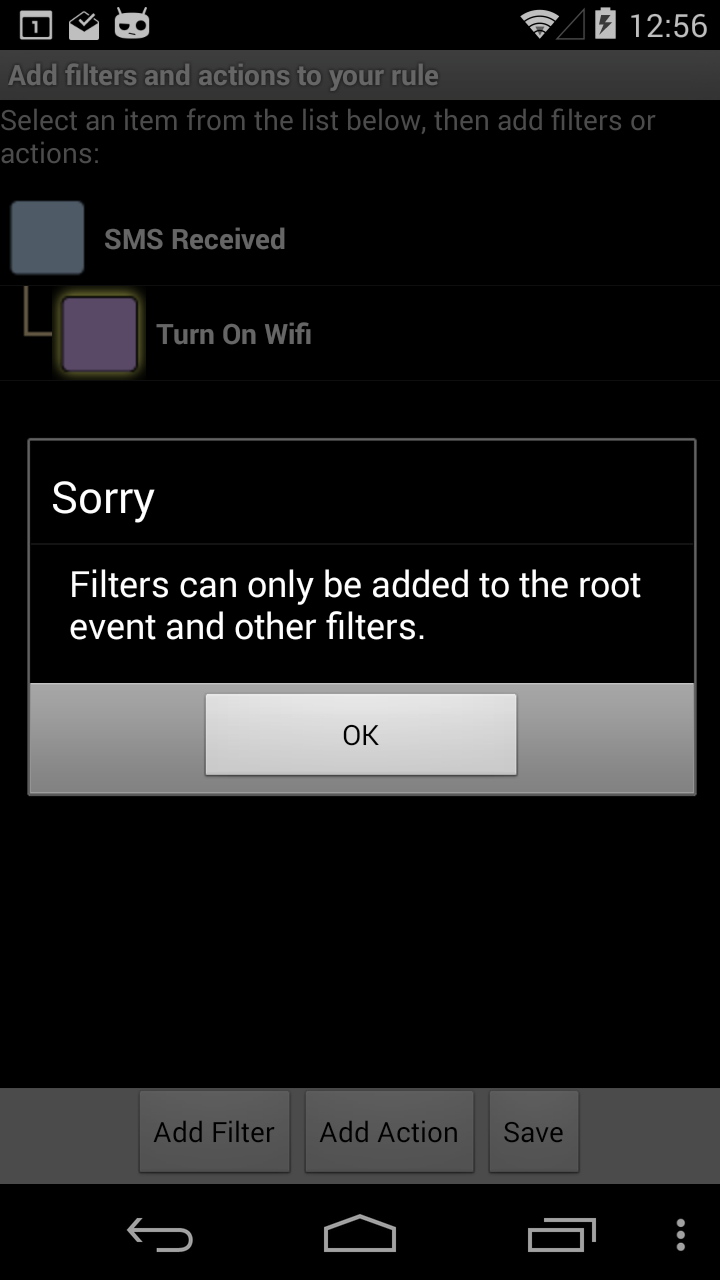 1
12:56
Add filters and actions to your rule
Select an item from the list below, then add filters or
actions:
SMS Received
Turn On Wifi
Sorry
Filters can only be added to the root
event and other filters.
OK
Add Filter
Add Action
Save